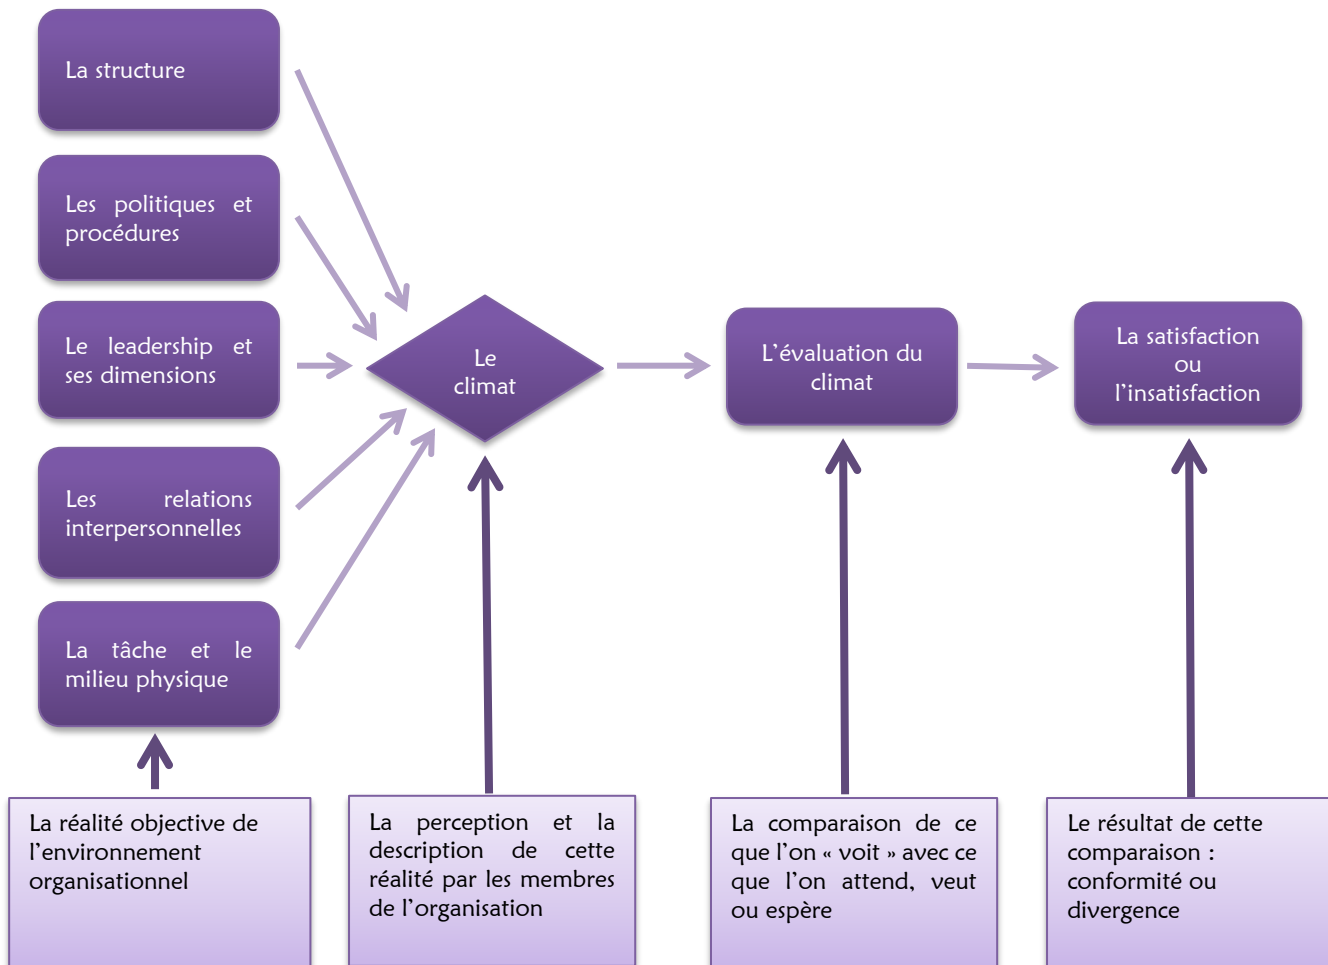 La structure
Les politiques et
procédures
Le leadership et
ses dimensions
Les relations
interpersonnelles
La tâche et le
milieu physique
Le
climat
L’évaluation du
climat
La satisfaction
ou
l’insatisfaction
La réalité objective de
l’environnement
organisationnel
La perception et la
description de cette
réalité par les membres
de l’organisation
La comparaison de ce
que l’on « voit » avec ce
que l’on attend, veut
ou espère
Le résultat de cette
comparaison :
conformité ou
divergence